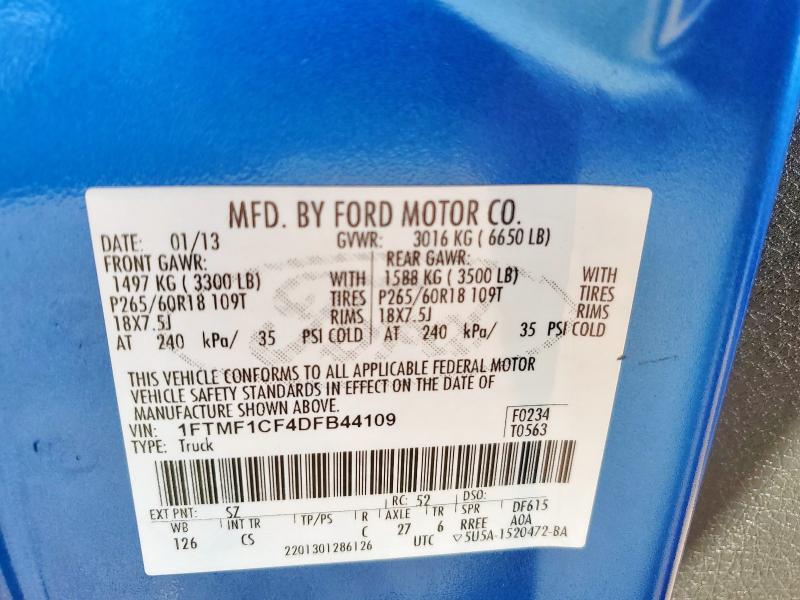 MFD. BY FORD MOTOR CO.
DATE: 01/13 GVWR: 3016 KG ( 6650 LB)
FRONT GAWR: REAR GAWR:
1497 KG ( 3300 LB) WITH 1588 KG ( 3500 LB) WITH
P265/60R18 109T TIRES P265/60R18 109T TIRES
18X7.5J RIMS 18X7.5J RIMS
AT 240 kPa/ 35 PSI COLD AT 240 kPa/ 35 PSI COLD
THIS VEHICLE CONFORMS TO ALL APPLICABLE FEDERAL MOTOR
VEHICLE SAFETY STANDARDS IN EFFECT ON THE DATE OF
MANUFACTURE SHOWN ABOVE.
VIN: 1FTMF1CF4DFB44109 F0234
TYPE: Truck T0563
EXT PNT: SZ RC: 52 DSO:
WB INT TR TP/PS R AXLE TR SPR DF615
126 CS C 27 6 RREE A0A
2201301286126 UTC ▽5U5A-1520472-BA